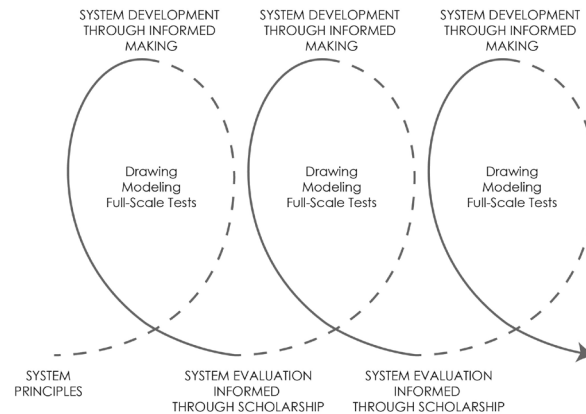 SYSTEM DEVELOPMENT
THROUGH INFORMED
MAKING
SYSTEM DEVELOPMENT
THROUGH INFORMED
MAKING
SYSTEM DEVELOPMENT
THROUGH INFORMED
MAKING
Drawing
Modeling
Full-Scale Tests
Drawing
Modeling
Full-Scale Tests
Drawing
Modeling
Full-Scale Tests
SYSTEM
PRINCIPLES
SYSTEM EVALUATION
INFORMED
THROUGH SCHOLARSHIP
SYSTEM EVALUATION
INFORMED
THROUGH SCHOLARSHIP